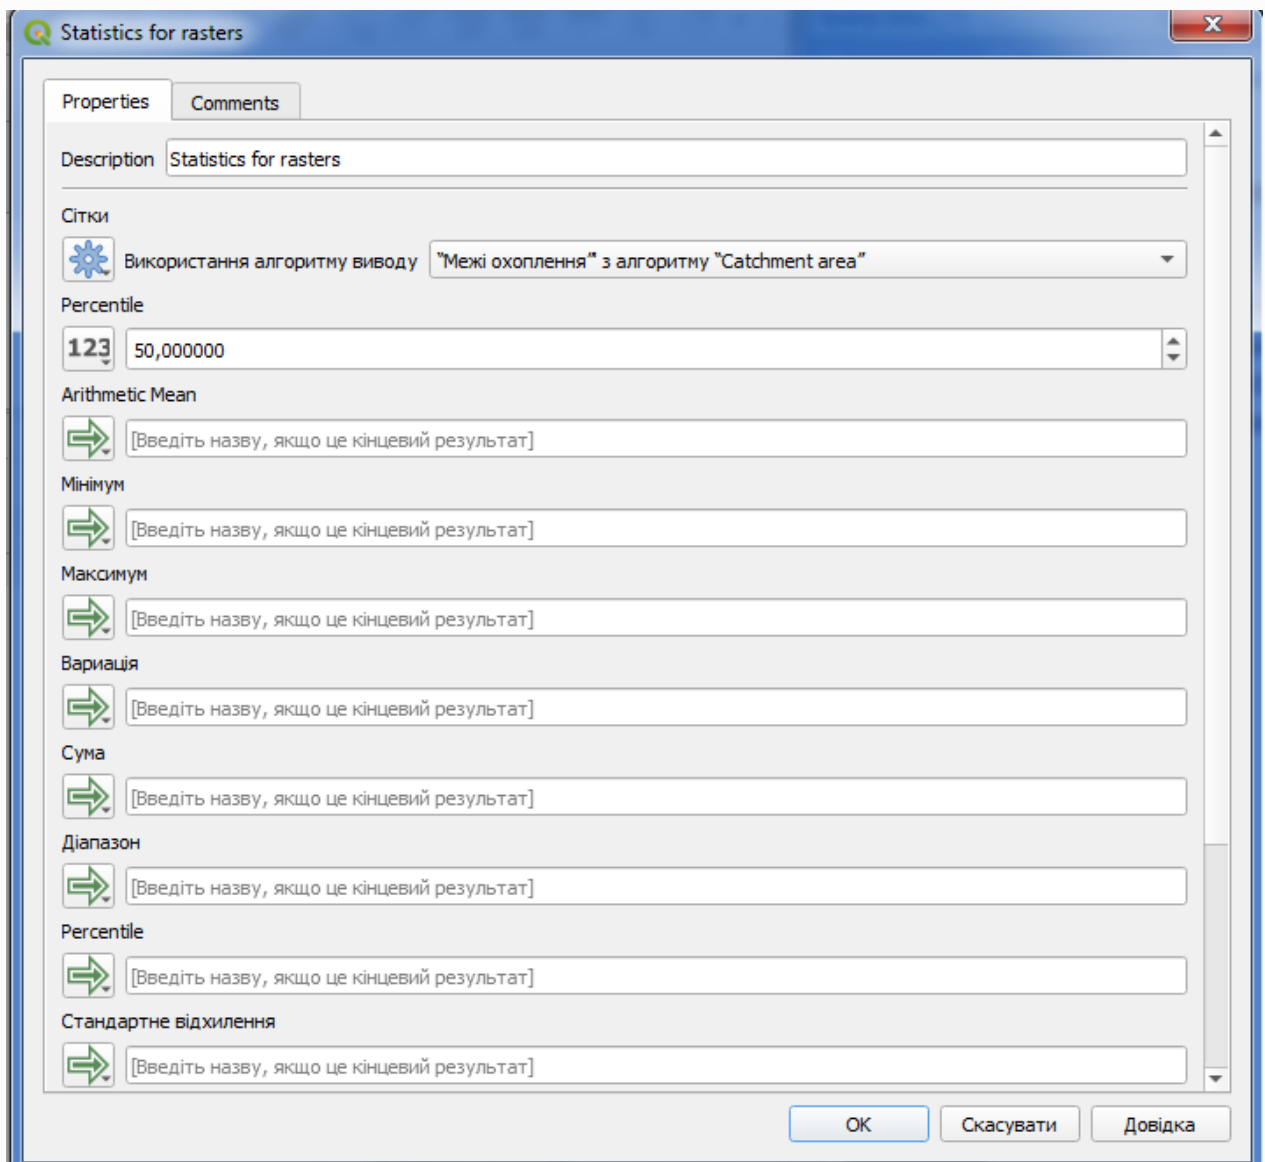 Statistics for rasters
Properties
Comments
Description
Statistics for rasters
Сітки
Використання алгоритму виводу
“Межі охоплення” з алгоритму “Catchment area”
Percentile
123
50,000000
Arithmetic Mean
[Введіть назву, якщо це кінцевий результат]
Мінімум
[Введіть назву, якщо це кінцевий результат]
Максимум
[Введіть назву, якщо це кінцевий результат]
Вариація
[Введіть назву, якщо це кінцевий результат]
Сума
[Введіть назву, якщо це кінцевий результат]
Діапазон
[Введіть назву, якщо це кінцевий результат]
Percentile
[Введіть назву, якщо це кінцевий результат]
Стандартне відхилення
[Введіть назву, якщо це кінцевий результат]
OK
Скасувати
Довідка